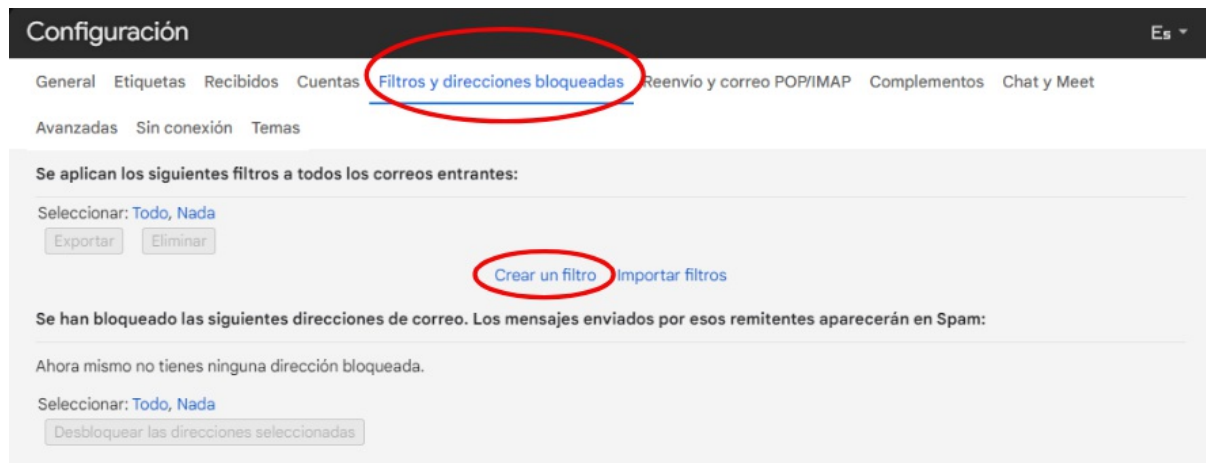 Configuración
Es
General Etiquetas Recibidos Cuentas Filtros y direcciones bloqueadas Reenvío y correo POP/IMAP Complementos Chat y Meet
Avanzadas Sin conexión Temas
Se aplican los siguientes filtros a todos los correos entrantes:
Seleccionar: Todo, Nada
Exportar Eliminar
Crear un filtro Importar filtros
Se han bloqueado las siguientes direcciones de correo. Los mensajes enviados por esos remitentes aparecerán en Spam:
Ahora mismo no tienes ninguna dirección bloqueada.
Seleccionar: Todo, Nada
Desbloquear las direcciones seleccionadas